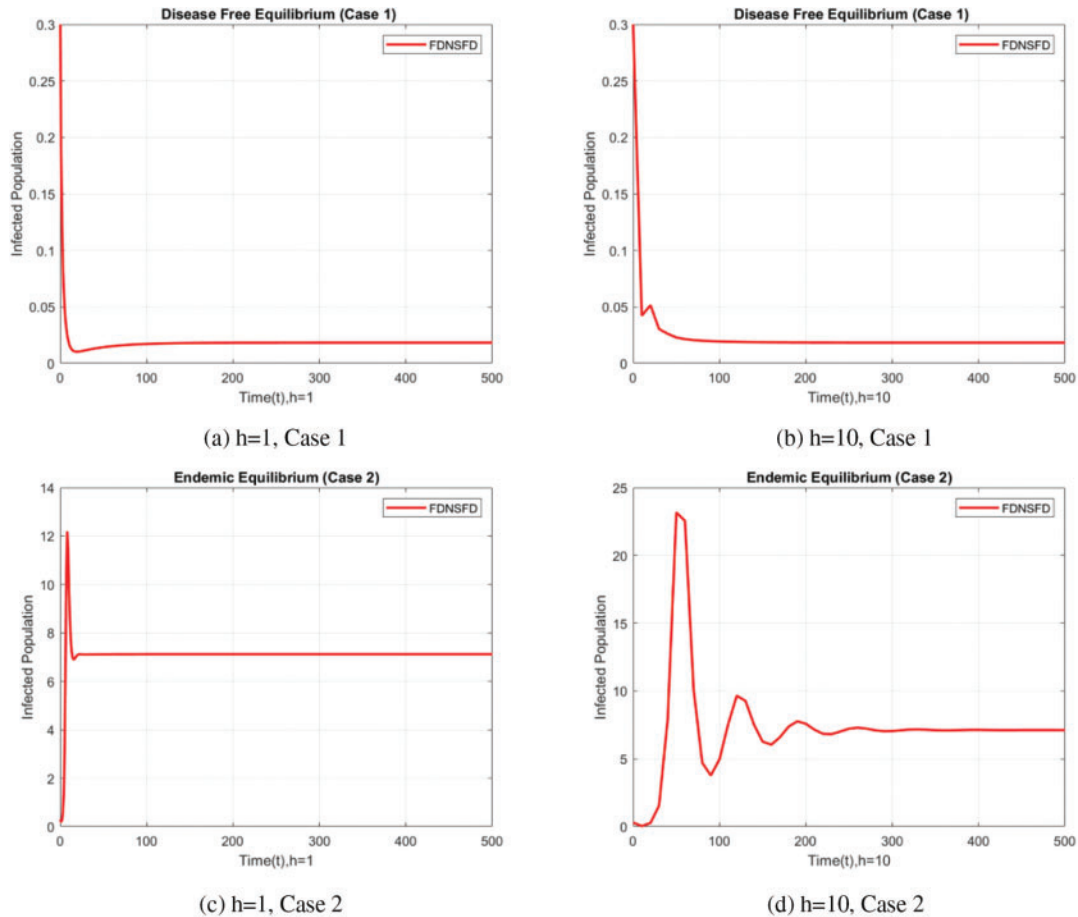 Disease Free Equilibrium (Case 1)
0.3
0.25
0.2
0.15
0.1
0.05
0
Infected Population
FDNSFD
0 100 200 300 400 500
Time(t),h=1
(a) h=1, Case 1
Disease Free Equilibrium (Case 1)
0.3
0.25
0.2
0.15
0.1
0.05
0
Infected Population
FDNSFD
0 100 200 300 400 500
Time(t),h=10
(b) h=10, Case 1
Endemic Equilibrium (Case 2)
14
12
10
8
6
4
2
0
Infected Population
FDNSFD
0 100 200 300 400 500
Time(t),h=1
(c) h=1, Case 2
Endemic Equilibrium (Case 2)
25
20
15
10
5
0
Infected Population
FDNSFD
0 100 200 300 400 500
Time(t),h=10
(d) h=10, Case 2